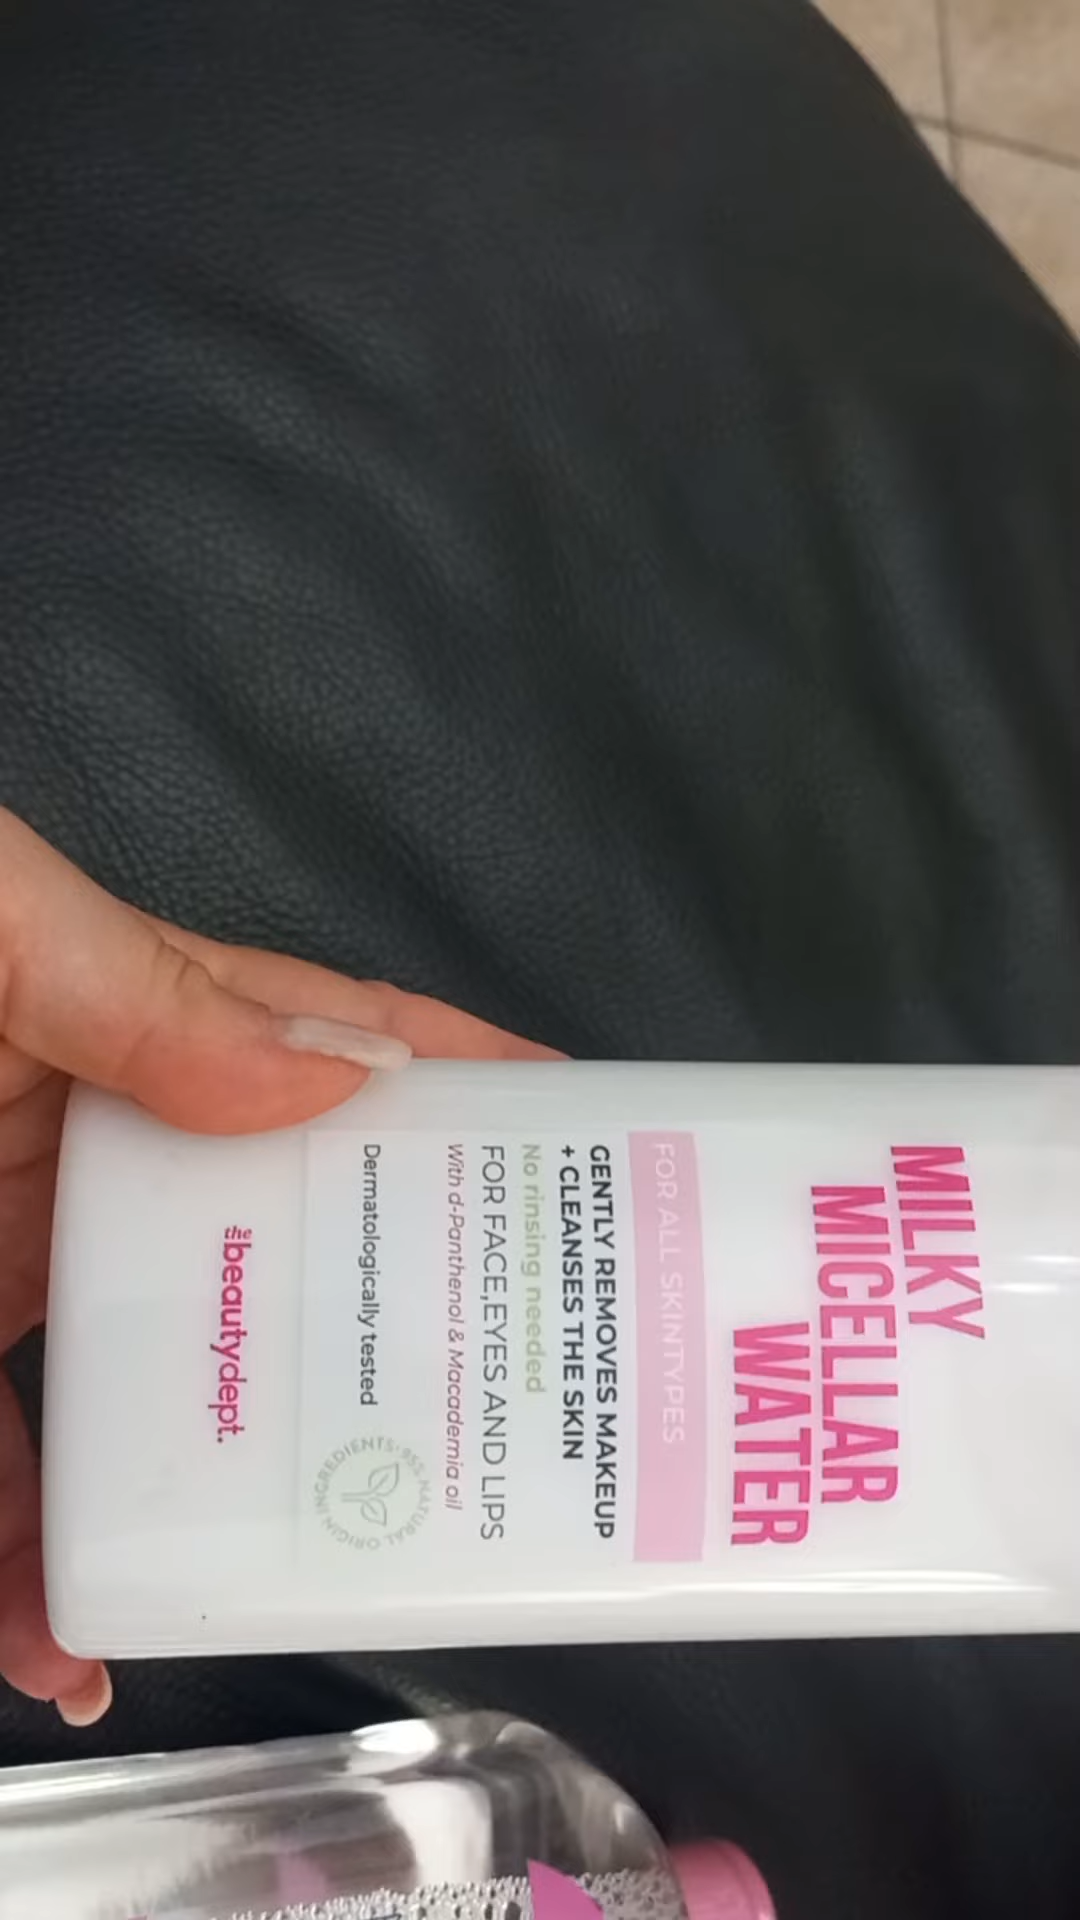 MILKY
MICELLAR
WATER
FOR ALL SKINTYPES
GENTLY REMOVES MAKEUP
+ CLEANSES THE SKIN
No rinsing needed
FOR FACE,EYES AND LIPS
With d-Panthenol & Macademia oil
Dermatologically tested
95% NATURAL ORIGIN INGREDIENTS
the beautydept.